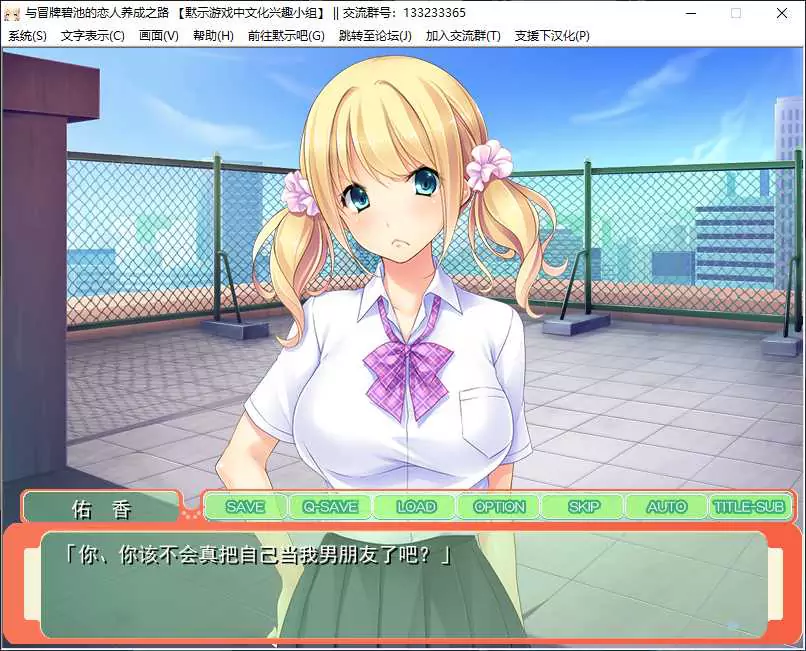 与冒牌碧池的恋人养成之路 【默示游戏中文化兴趣小组】 || 交流群号：133233365
系统(S) 文字表示(C) 画面(V) 帮助(H) 前往默示吧(G) 跳转至论坛(J) 加入交流群(T) 支援下汉化(P)
佑 香 SAVE Q-SAVE LOAD OPTION SKIP AUTO TITLE-SUB
「你、你该不会真把自己当我男朋友了吧？」